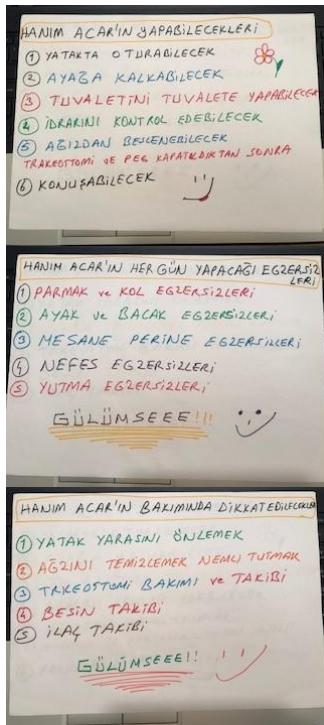 HANIM ACAR'IN YAPABİLECEKLERİ
① YATAKTA OTURABİLECEK
② AYAĞA KALKABİLECEK
③ TUVALETİNİ TUVALETE YAPABİLECEK
④ İDRARINI KONTROL EDEBİLECEK
⑤ AĞIZDAN BESLENEBİLECEK
TRAKEOSTOMİ ve PEG KAPATILDIKTAN SONRA
⑥ KONUŞABİLECEK
HANIM ACAR'IN HER GÜN YAPACAĞI EGZERSİZ
LERİ
① PARMAK ve KOL EGZERSİZLERİ
② AYAK ve BACAK EGZERSİZLERİ
③ MESANE PERİNE EGZERSİZLERİ
④ NEFES EGZERSİZLERİ
⑤ YUTMA EGZERSİZLERİ
GÜLÜMSEEE!!!
HANIM ACAR'IN BAKIMINDA DİKKAT EDİLECEKLER
① YATAK YARASINI ÖNLEMEK
② AĞZINI TEMİZLEMEK NEMLİ TUTMAK
③ TRKEOSTOMİ BAKIMI ve TAKİBİ
④ BESİN TAKİBİ
⑤ İLAÇ TAKİBİ
GÜLÜMSEEE!!